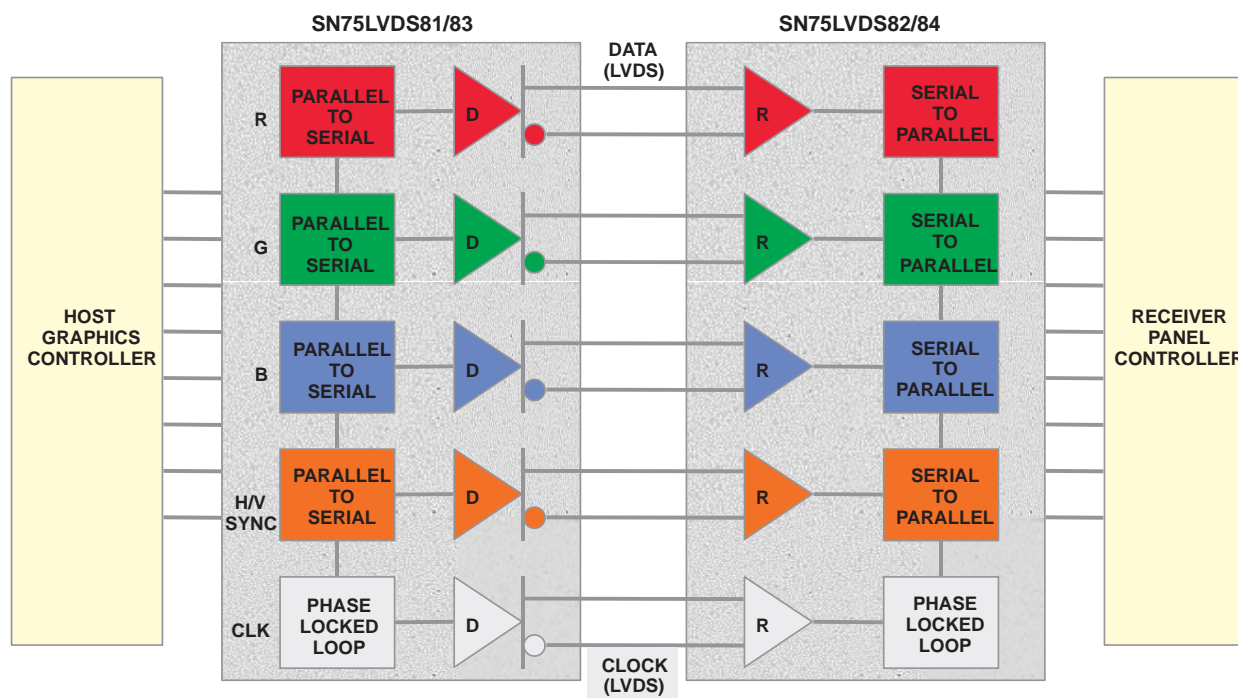 SN75LVDS81/83
SN75LVDS82/84
DATA
(LVDS)
HOST
GRAPHICS
CONTROLLER
R
PARALLEL
TO
SERIAL
D
R
SERIAL
TO
PARALLEL
G
PARALLEL
TO
SERIAL
D
R
SERIAL
TO
PARALLEL
B
PARALLEL
TO
SERIAL
D
R
SERIAL
TO
PARALLEL
H/V
SYNC
PARALLEL
TO
SERIAL
D
R
SERIAL
TO
PARALLEL
CLK
PHASE
LOCKED
LOOP
D
R
PHASE
LOCKED
LOOP
RECEIVER
PANEL
CONTROLLER
CLOCK
(LVDS)